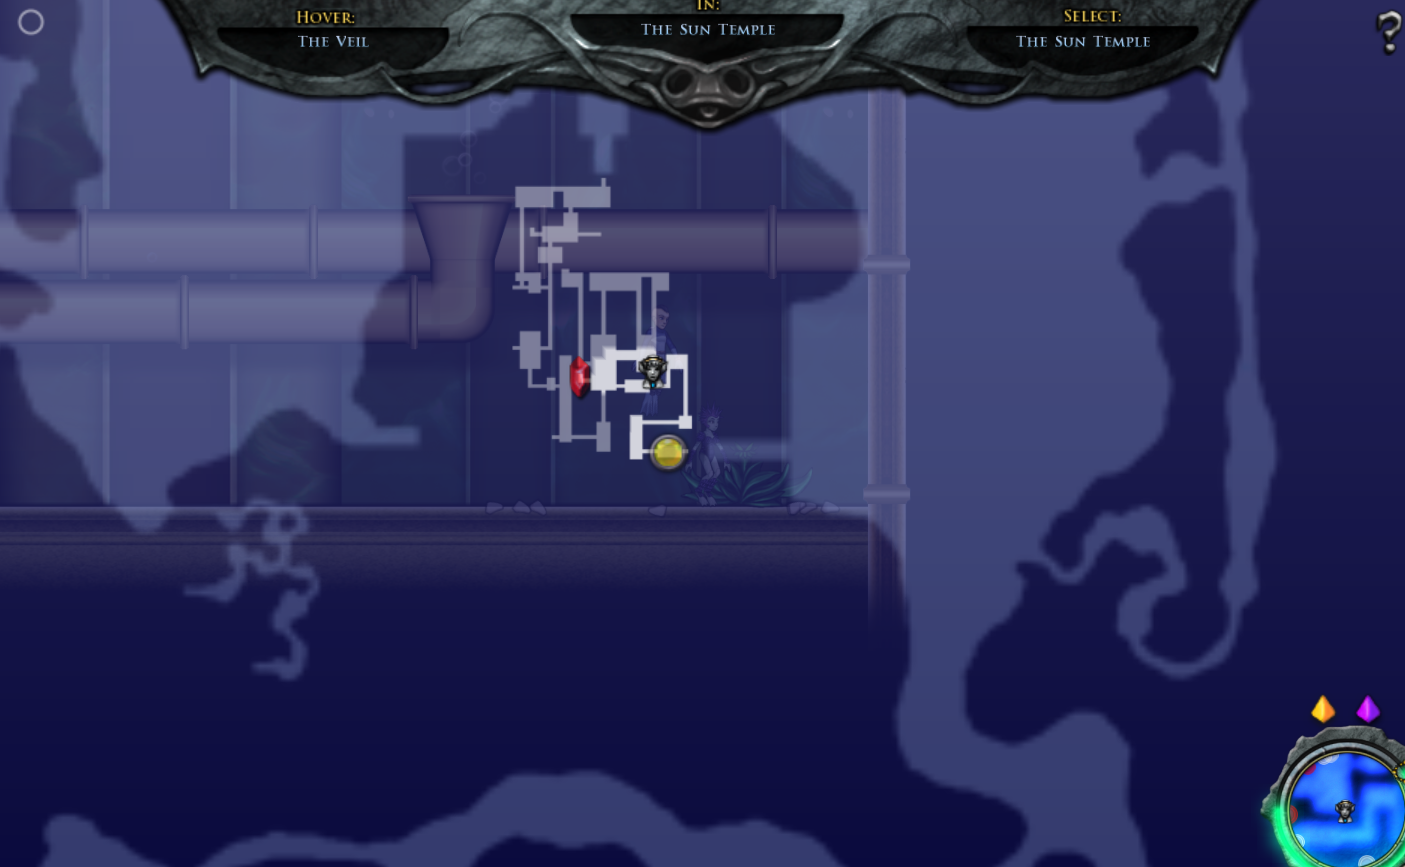 HOVER:
THE VEIL
IN:
THE SUN TEMPLE
SELECT:
THE SUN TEMPLE
?